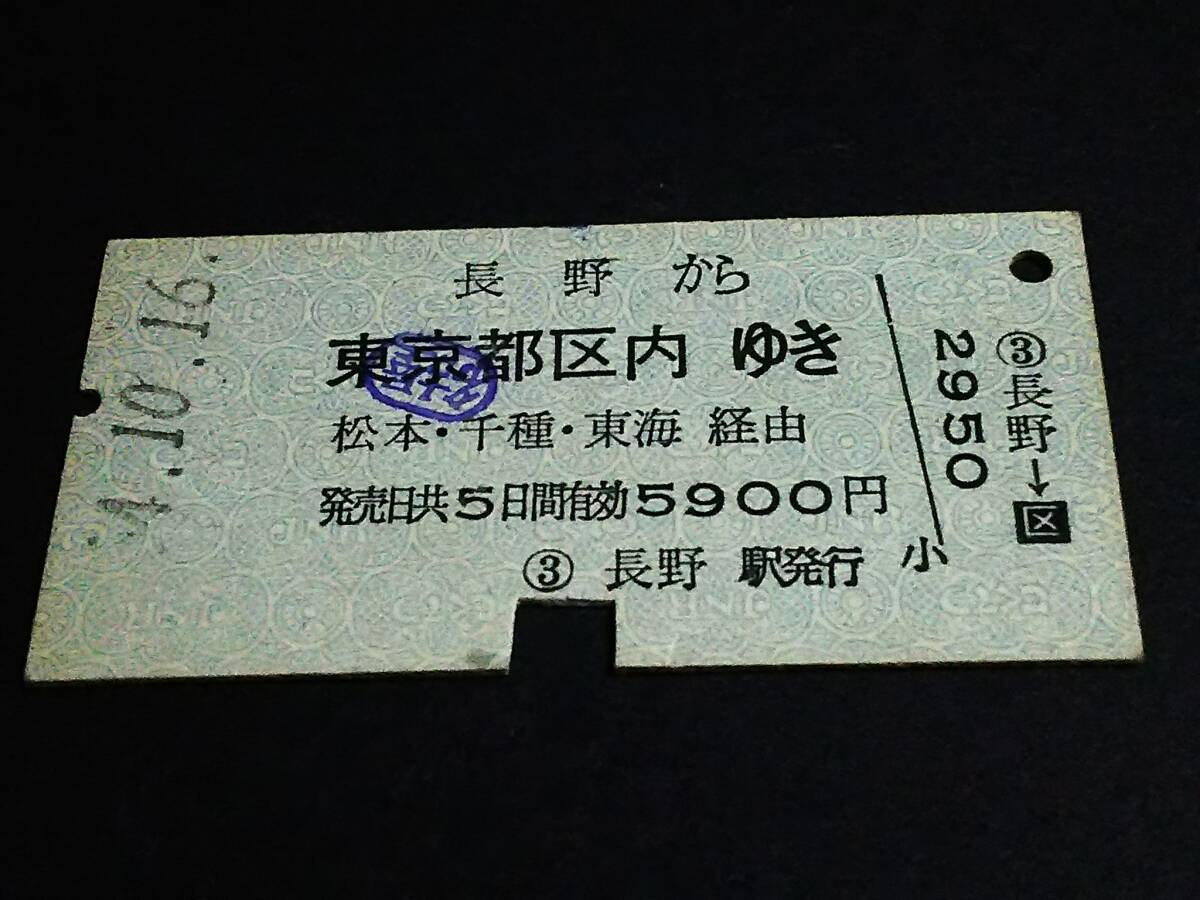 長野から
東京都区内ゆき
松本・千種・東海 経由
発売日共5日間有効5900円
③ 長野 駅発行
小
2950
③長野→区
4.10.16.